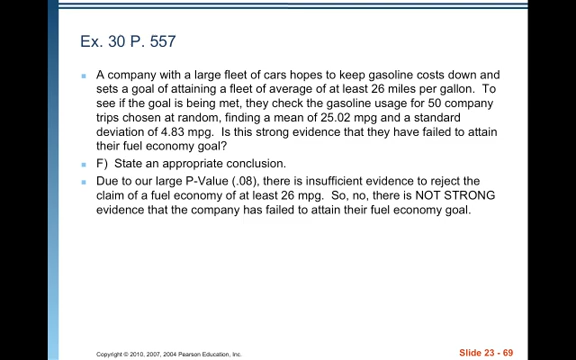 Ex. 30 P. 557
A company with a large fleet of cars hopes to keep gasoline costs down and
sets a goal of attaining a fleet of average of at least 26 miles per gallon. To
see if the goal is being met, they check the gasoline usage for 50 company
trips chosen at random, finding a mean of 25.02 mpg and a standard
deviation of 4.83 mpg. Is this strong evidence that they have failed to attain
their fuel economy goal?
F) State an appropriate conclusion.
Due to our large P-Value (.08), there is insufficient evidence to reject the
claim of a fuel economy of at least 26 mpg. So, no, there is NOT STRONG
evidence that the company has failed to attain their fuel economy goal.
Copyright © 2010, 2007, 2004 Pearson Education, Inc.
Slide 23 - 69